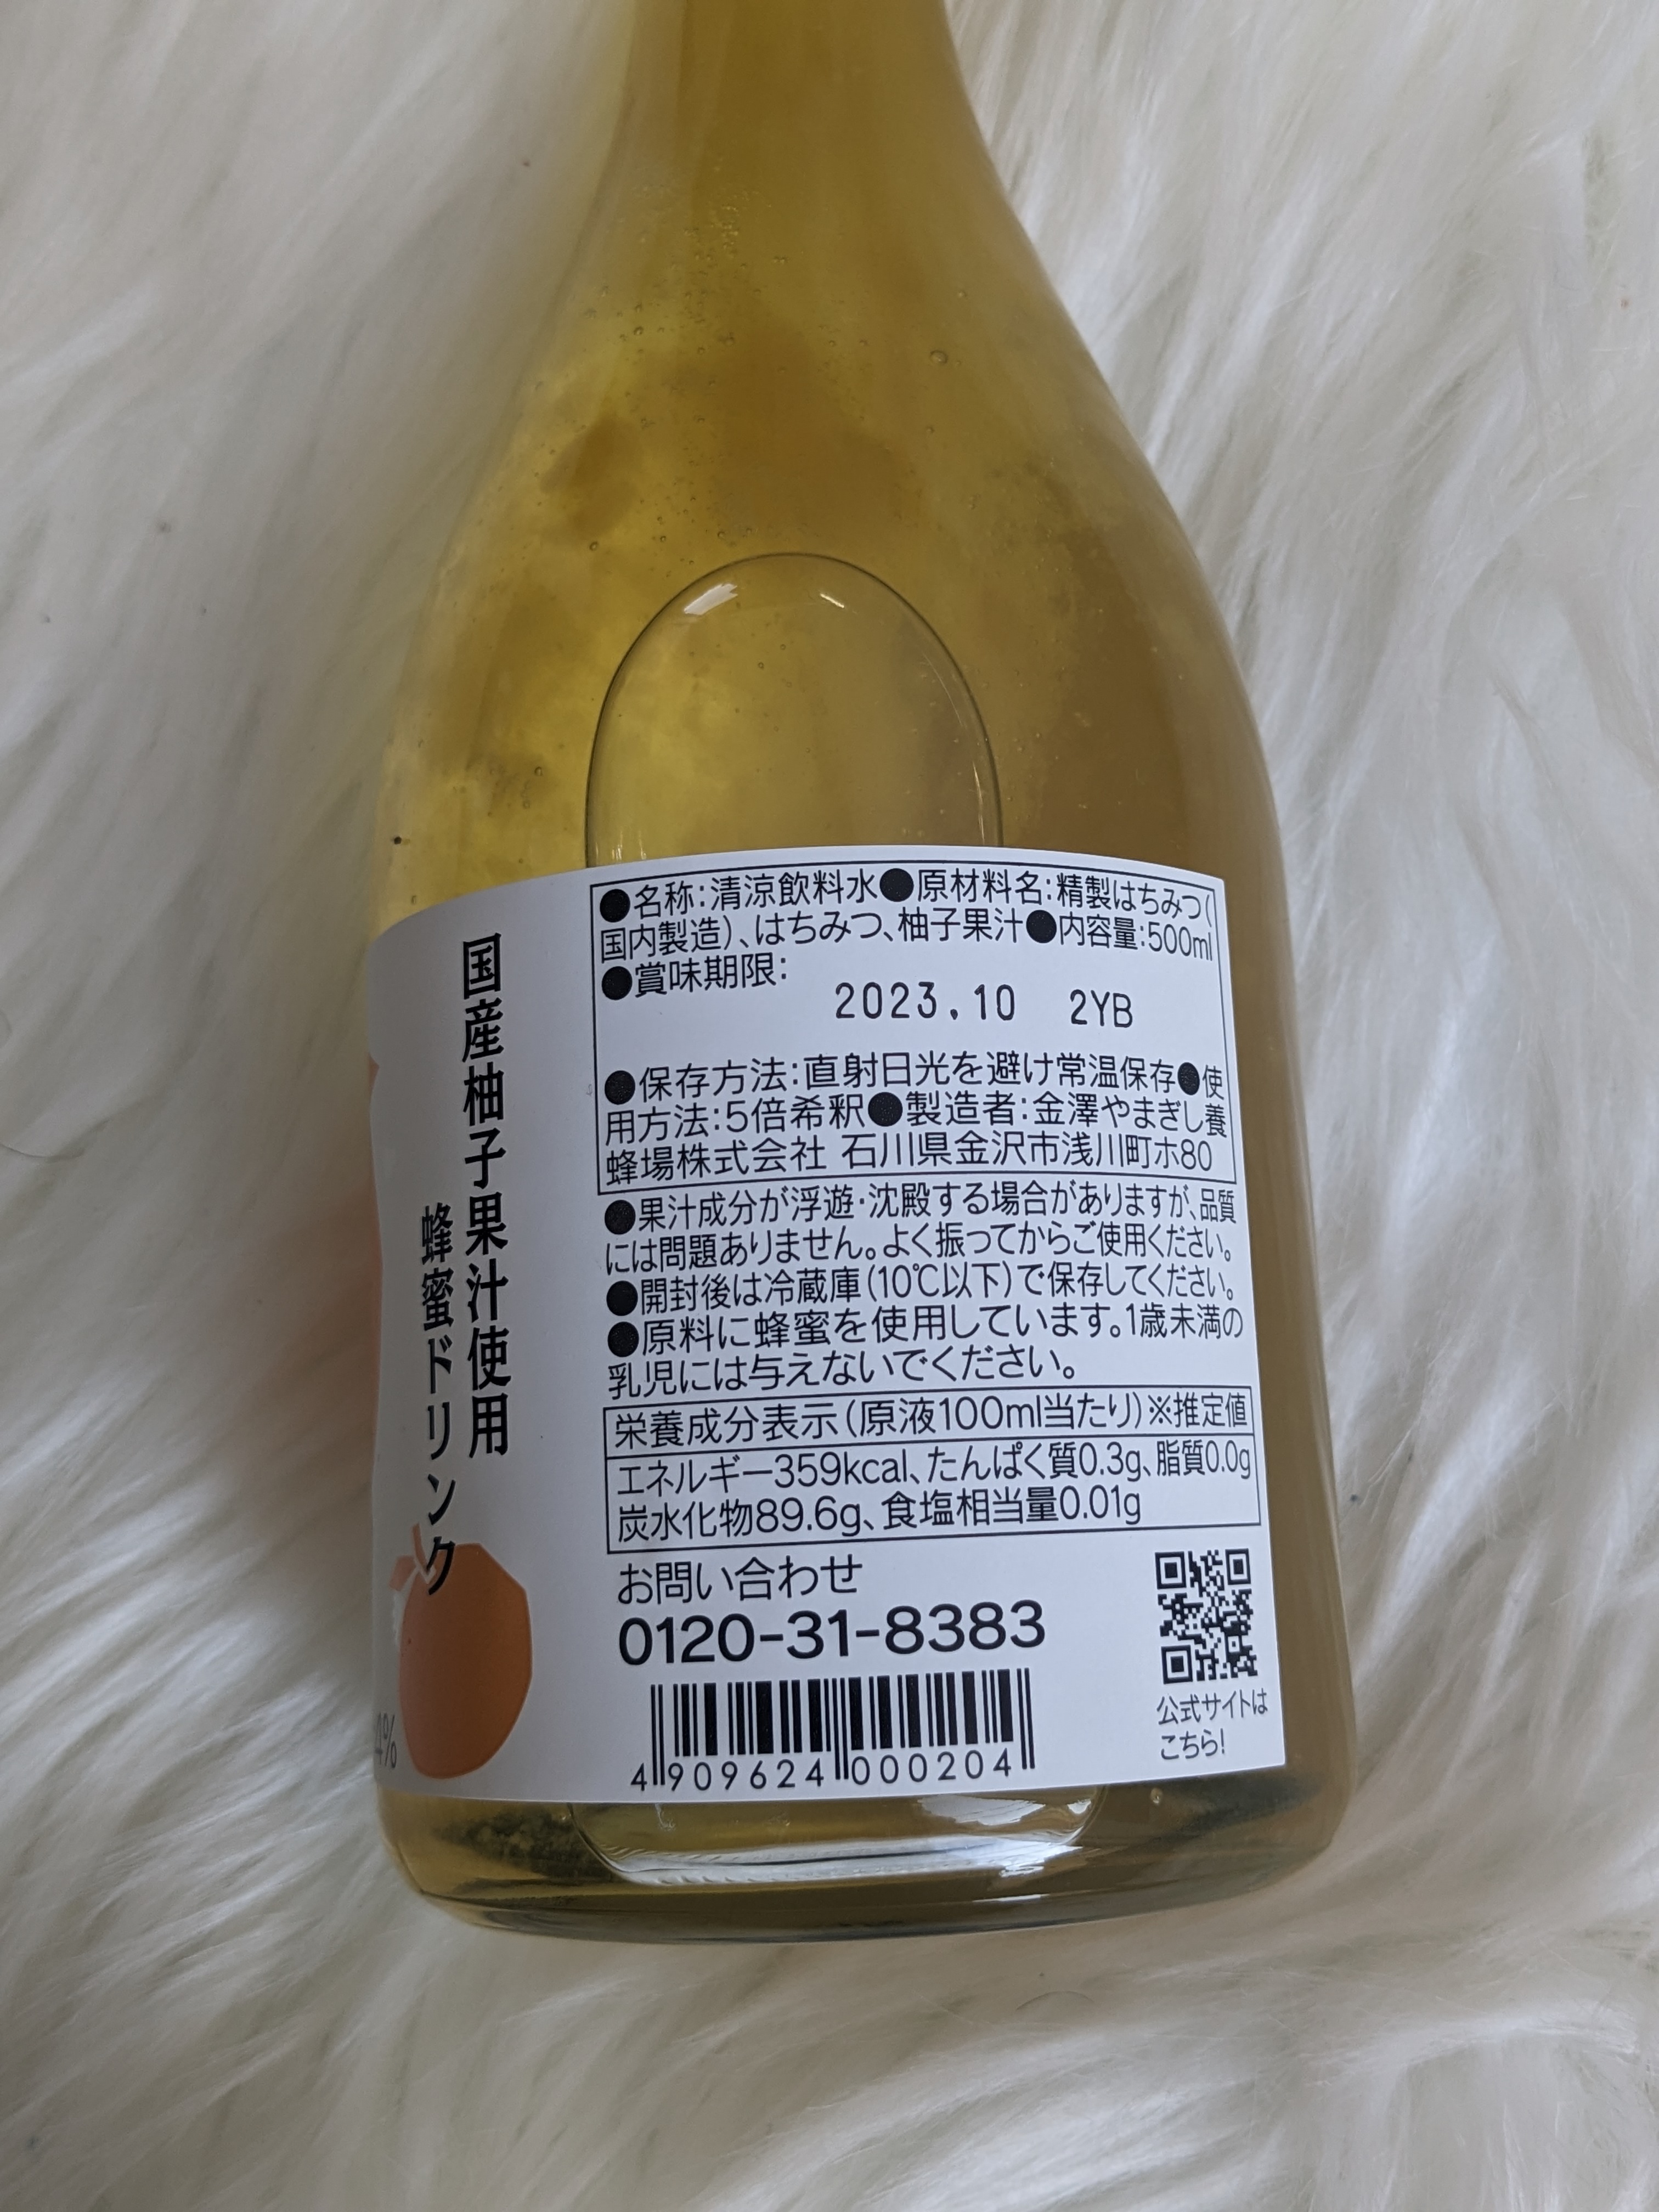 国産柚子果汁使用
蜂蜜ドリンク
●名称:清涼飲料水●原材料名:精製はちみつ(
国内製造)、はちみつ、柚子果汁●内容量:500ml
●賞味期限:
2023.10 2YB
●保存方法:直射日光を避け常温保存●使
用方法:5倍希釈●製造者:金澤やまぎし養
蜂場株式会社 石川県金沢市浅川町ホ80
●果汁成分が浮遊・沈殿する場合がありますが、品質
には問題ありません。よく振ってからご使用ください。
●開封後は冷蔵庫(10℃以下)で保存してください。
●原料に蜂蜜を使用しています。1歳未満の
乳児には与えないでください。
栄養成分表示(原液100ml当たり)※推定値
エネルギー359kcal、たんぱく質0.3g、脂質0.0g
炭水化物89.6g、食塩相当量0.01g
お問い合わせ
0120-31-8383
4 909624 000204
公式サイトは
こちら!